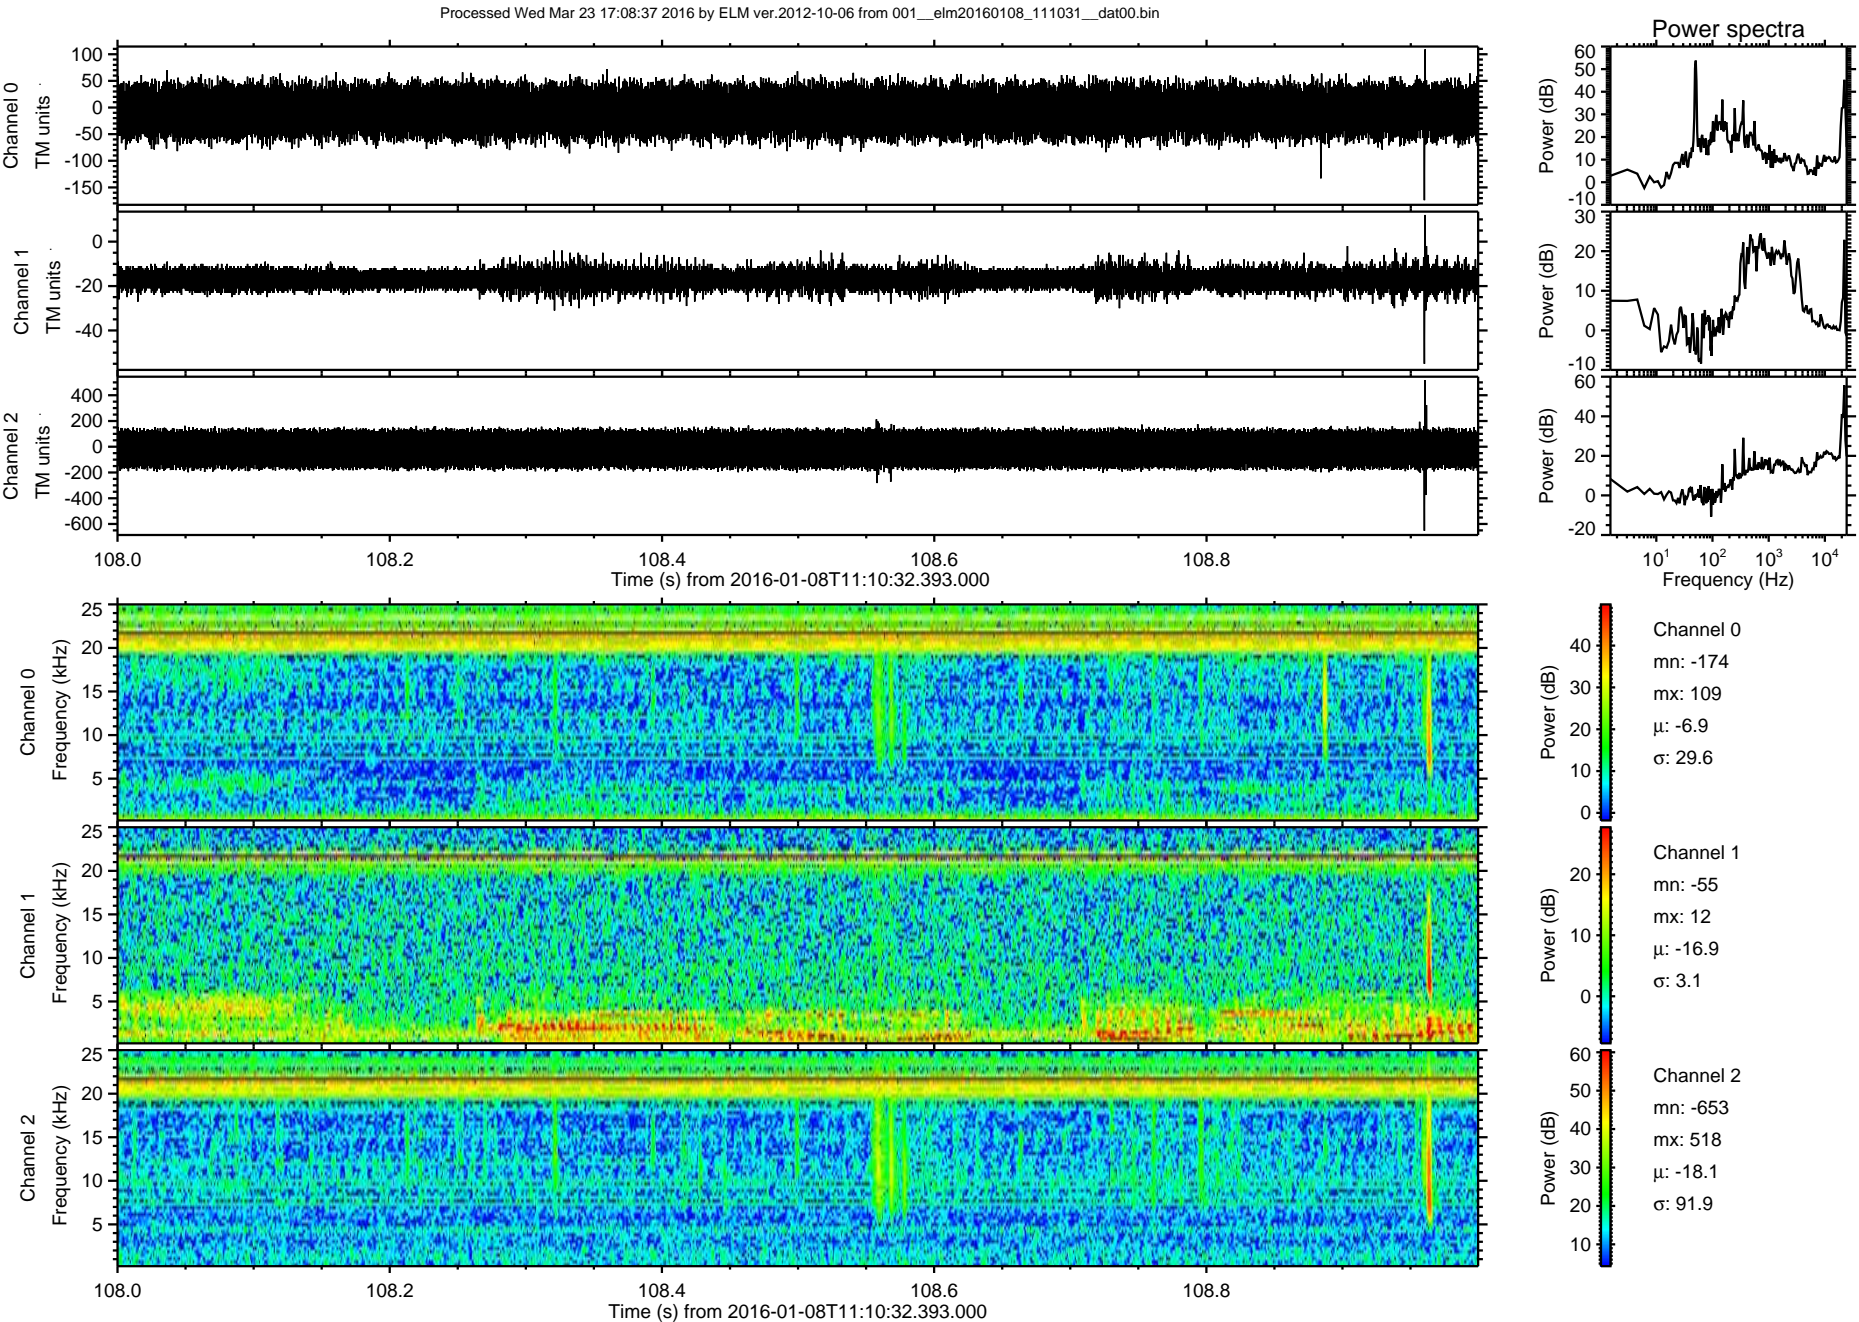 Processed Wed Mar 23 17:08:37 2016 by ELM ver.2012-10-06 from 001__elm20160108_111031__dat00.bin
Power spectra
Channel 0
TM units
100
50
0
-50
-100
-150
Power (dB)
60
50
40
30
20
10
0
-10
Channel 1
TM units
0
-20
-40
Power (dB)
30
20
10
0
-10
Channel 2
TM units
400
200
0
-200
-400
-600
Power (dB)
60
40
20
0
-20
108.0 108.2 108.4 108.6 108.8
Time (s) from 2016-01-08T11:10:32.393.000
10¹ 10² 10³ 10⁴
Frequency (Hz)
Channel 0
Frequency (kHz)
25
20
15
10
5
Power (dB)
40
30
20
10
0
Channel 0
mn: -174
mx: 109
μ: -6.9
σ: 29.6
Channel 1
Frequency (kHz)
25
20
15
10
5
Power (dB)
20
10
0
Channel 1
mn: -55
mx: 12
μ: -16.9
σ: 3.1
Channel 2
Frequency (kHz)
25
20
15
10
5
Power (dB)
60
50
40
30
20
10
Channel 2
mn: -653
mx: 518
μ: -18.1
σ: 91.9
108.0 108.2 108.4 108.6 108.8
Time (s) from 2016-01-08T11:10:32.393.000